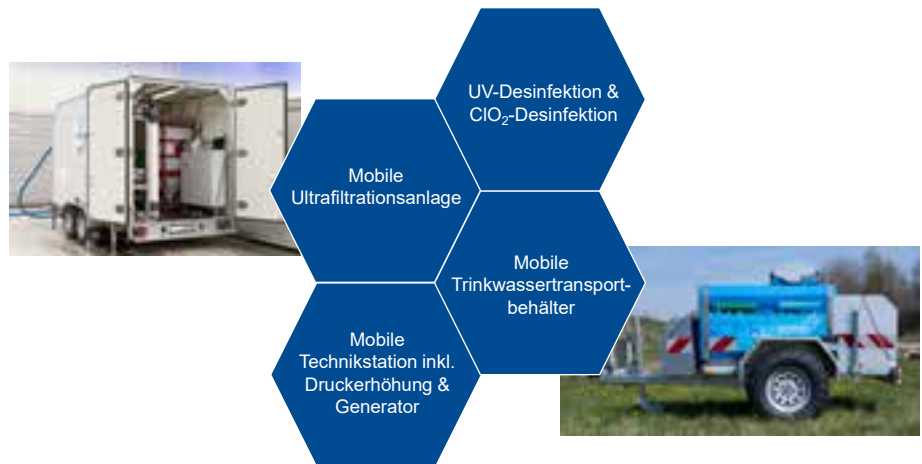 UV-Desinfektion &
ClO₂-Desinfektion
Mobile
Ultrafiltrationsanlage
Mobile
Trinkwassertransport-
behälter
Mobile
Technikstation inkl.
Druckerhöhung &
Generator